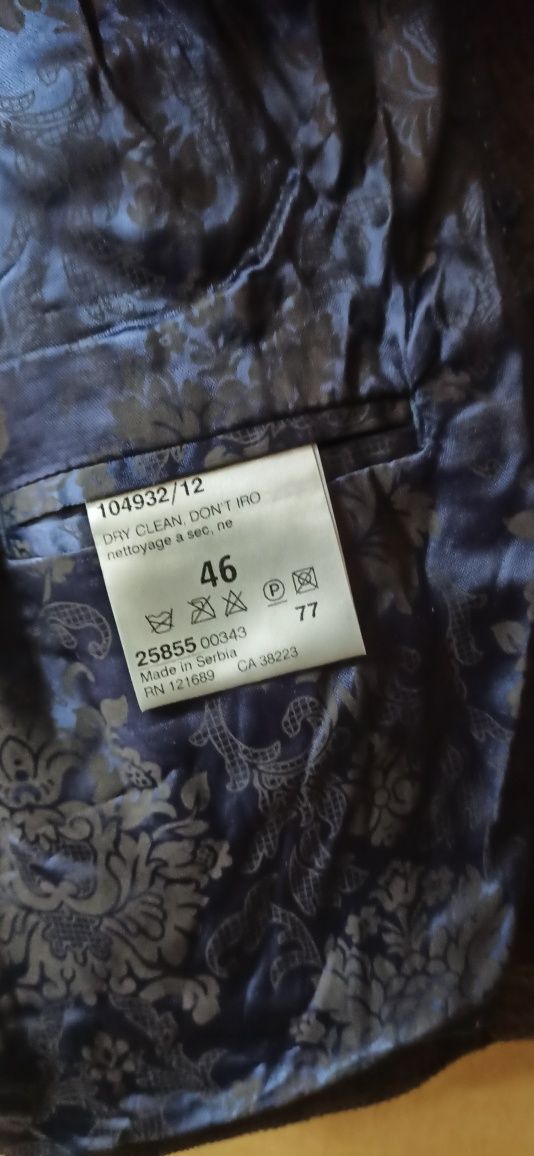 104932/12
DRY CLEAN, DON'T IRO
nettoyage a sec, ne
46
P
77
25855 00343
Made in Serbia
RN 121689 CA 38223